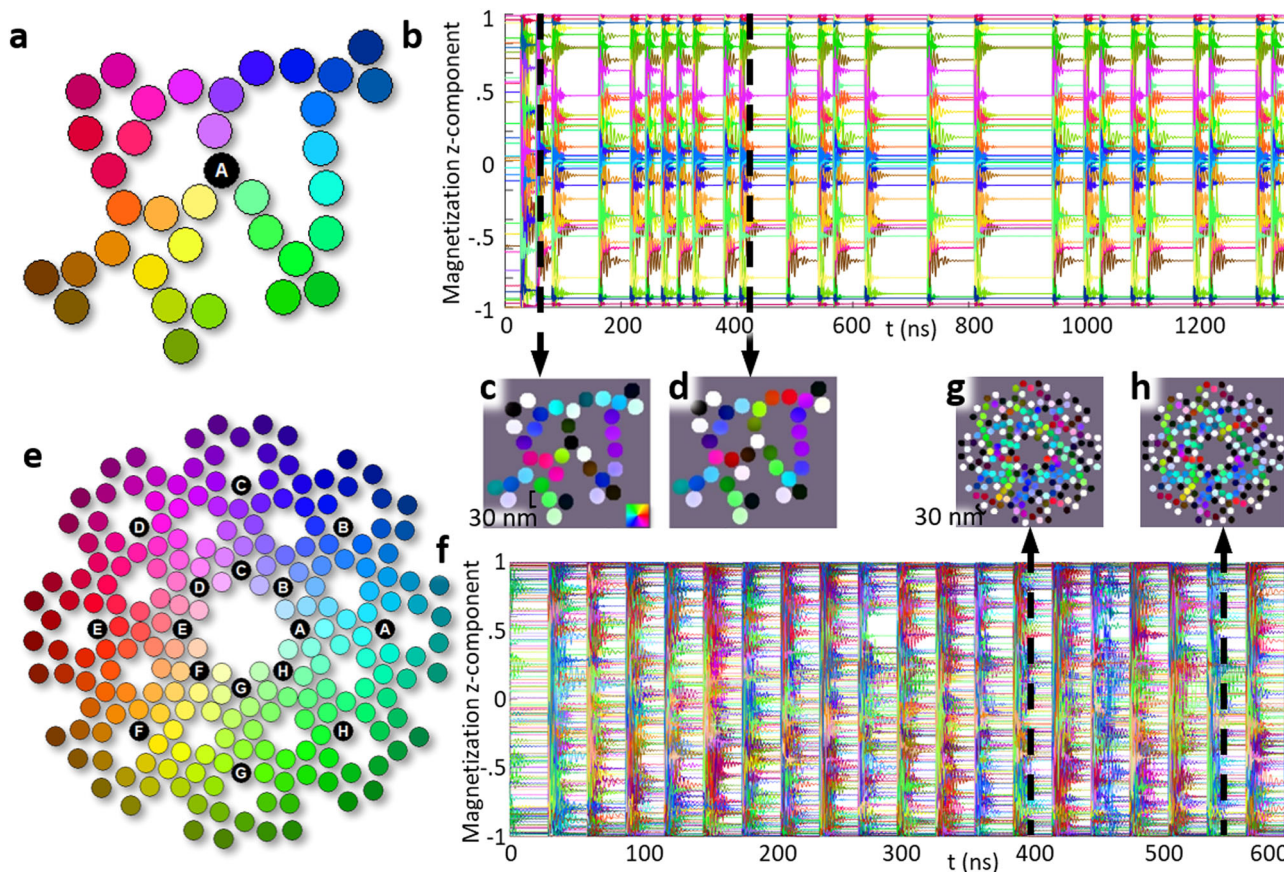 a
A
b
Magnetization z-component
1
.5
0
-.5
-1
0
200
400
600
800
1000
1200
t (ns)
c
30 nm
d
g
30 nm
h
e
C
D
B
C
D
B
E
E
A
A
F
H
G
F
H
G
f
Magnetization z-component
1
.5
0
-.5
-1
0
100
200
300
400
500
600
t (ns)